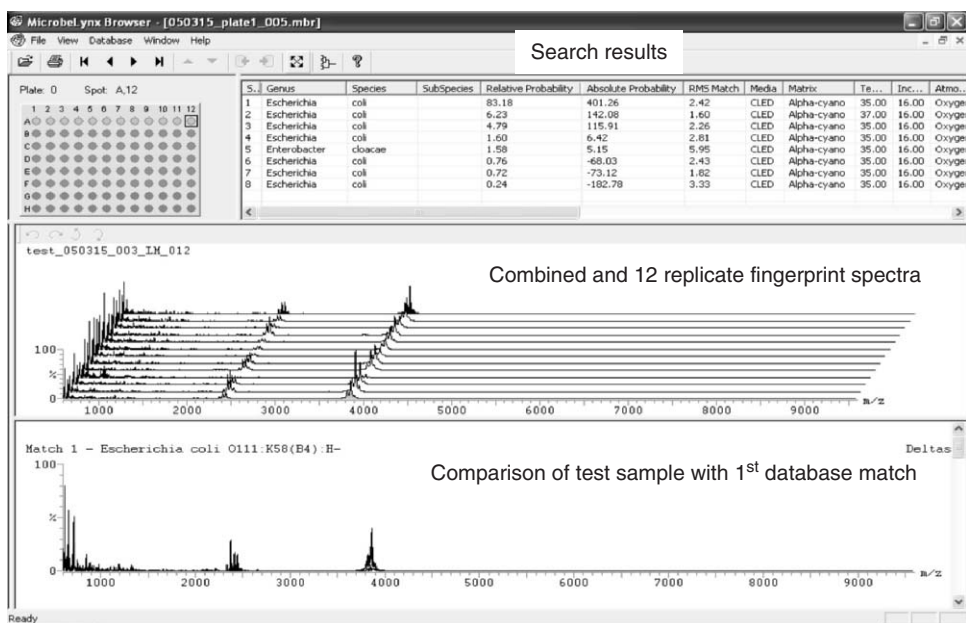 MicrobeLynx Browser - [050315_plate1_005.mbr]
File View Database Window Help
Search results
Plate: 0 Spot: A,12
1 2 3 4 5 6 7 8 9 10 11 12
A
B
C
D
E
F
G
H
S.. Genus Species SubSpecies Relative Probability Absolute Probability RMS Match Media Matrix Te... Inc... Atmo...
1 Escherichia coli 83.18 401.26 2.42 CLED Alpha-cyano 35.00 16.00 Oxyge
2 Escherichia coli 6.23 142.08 1.60 CLED Alpha-cyano 37.00 16.00 Oxyge
3 Escherichia coli 4.79 115.91 2.26 CLED Alpha-cyano 35.00 16.00 Oxyge
4 Escherichia coli 1.60 6.42 2.81 CLED Alpha-cyano 35.00 16.00 Oxyge
5 Enterobacter cloacae 1.58 5.15 5.95 CLED Alpha-cyano 35.00 16.00 Oxyge
6 Escherichia coli 0.76 -68.03 2.43 CLED Alpha-cyano 35.00 16.00 Oxyge
7 Escherichia coli 0.72 -73.12 1.82 CLED Alpha-cyano 35.00 16.00 Oxyge
8 Escherichia coli 0.24 -182.78 3.33 CLED Alpha-cyano 35.00 16.00 Oxyge
test_050315_003_LM_012
Combined and 12 replicate fingerprint spectra
100
%
0
1000 2000 3000 4000 5000 6000 7000 8000 9000 m/z
Match 1 - Escherichia coli O111:K58(B4):H- Deltas
Comparison of test sample with 1st database match
100
%
0
1000 2000 3000 4000 5000 6000 7000 8000 9000 m/z
Ready